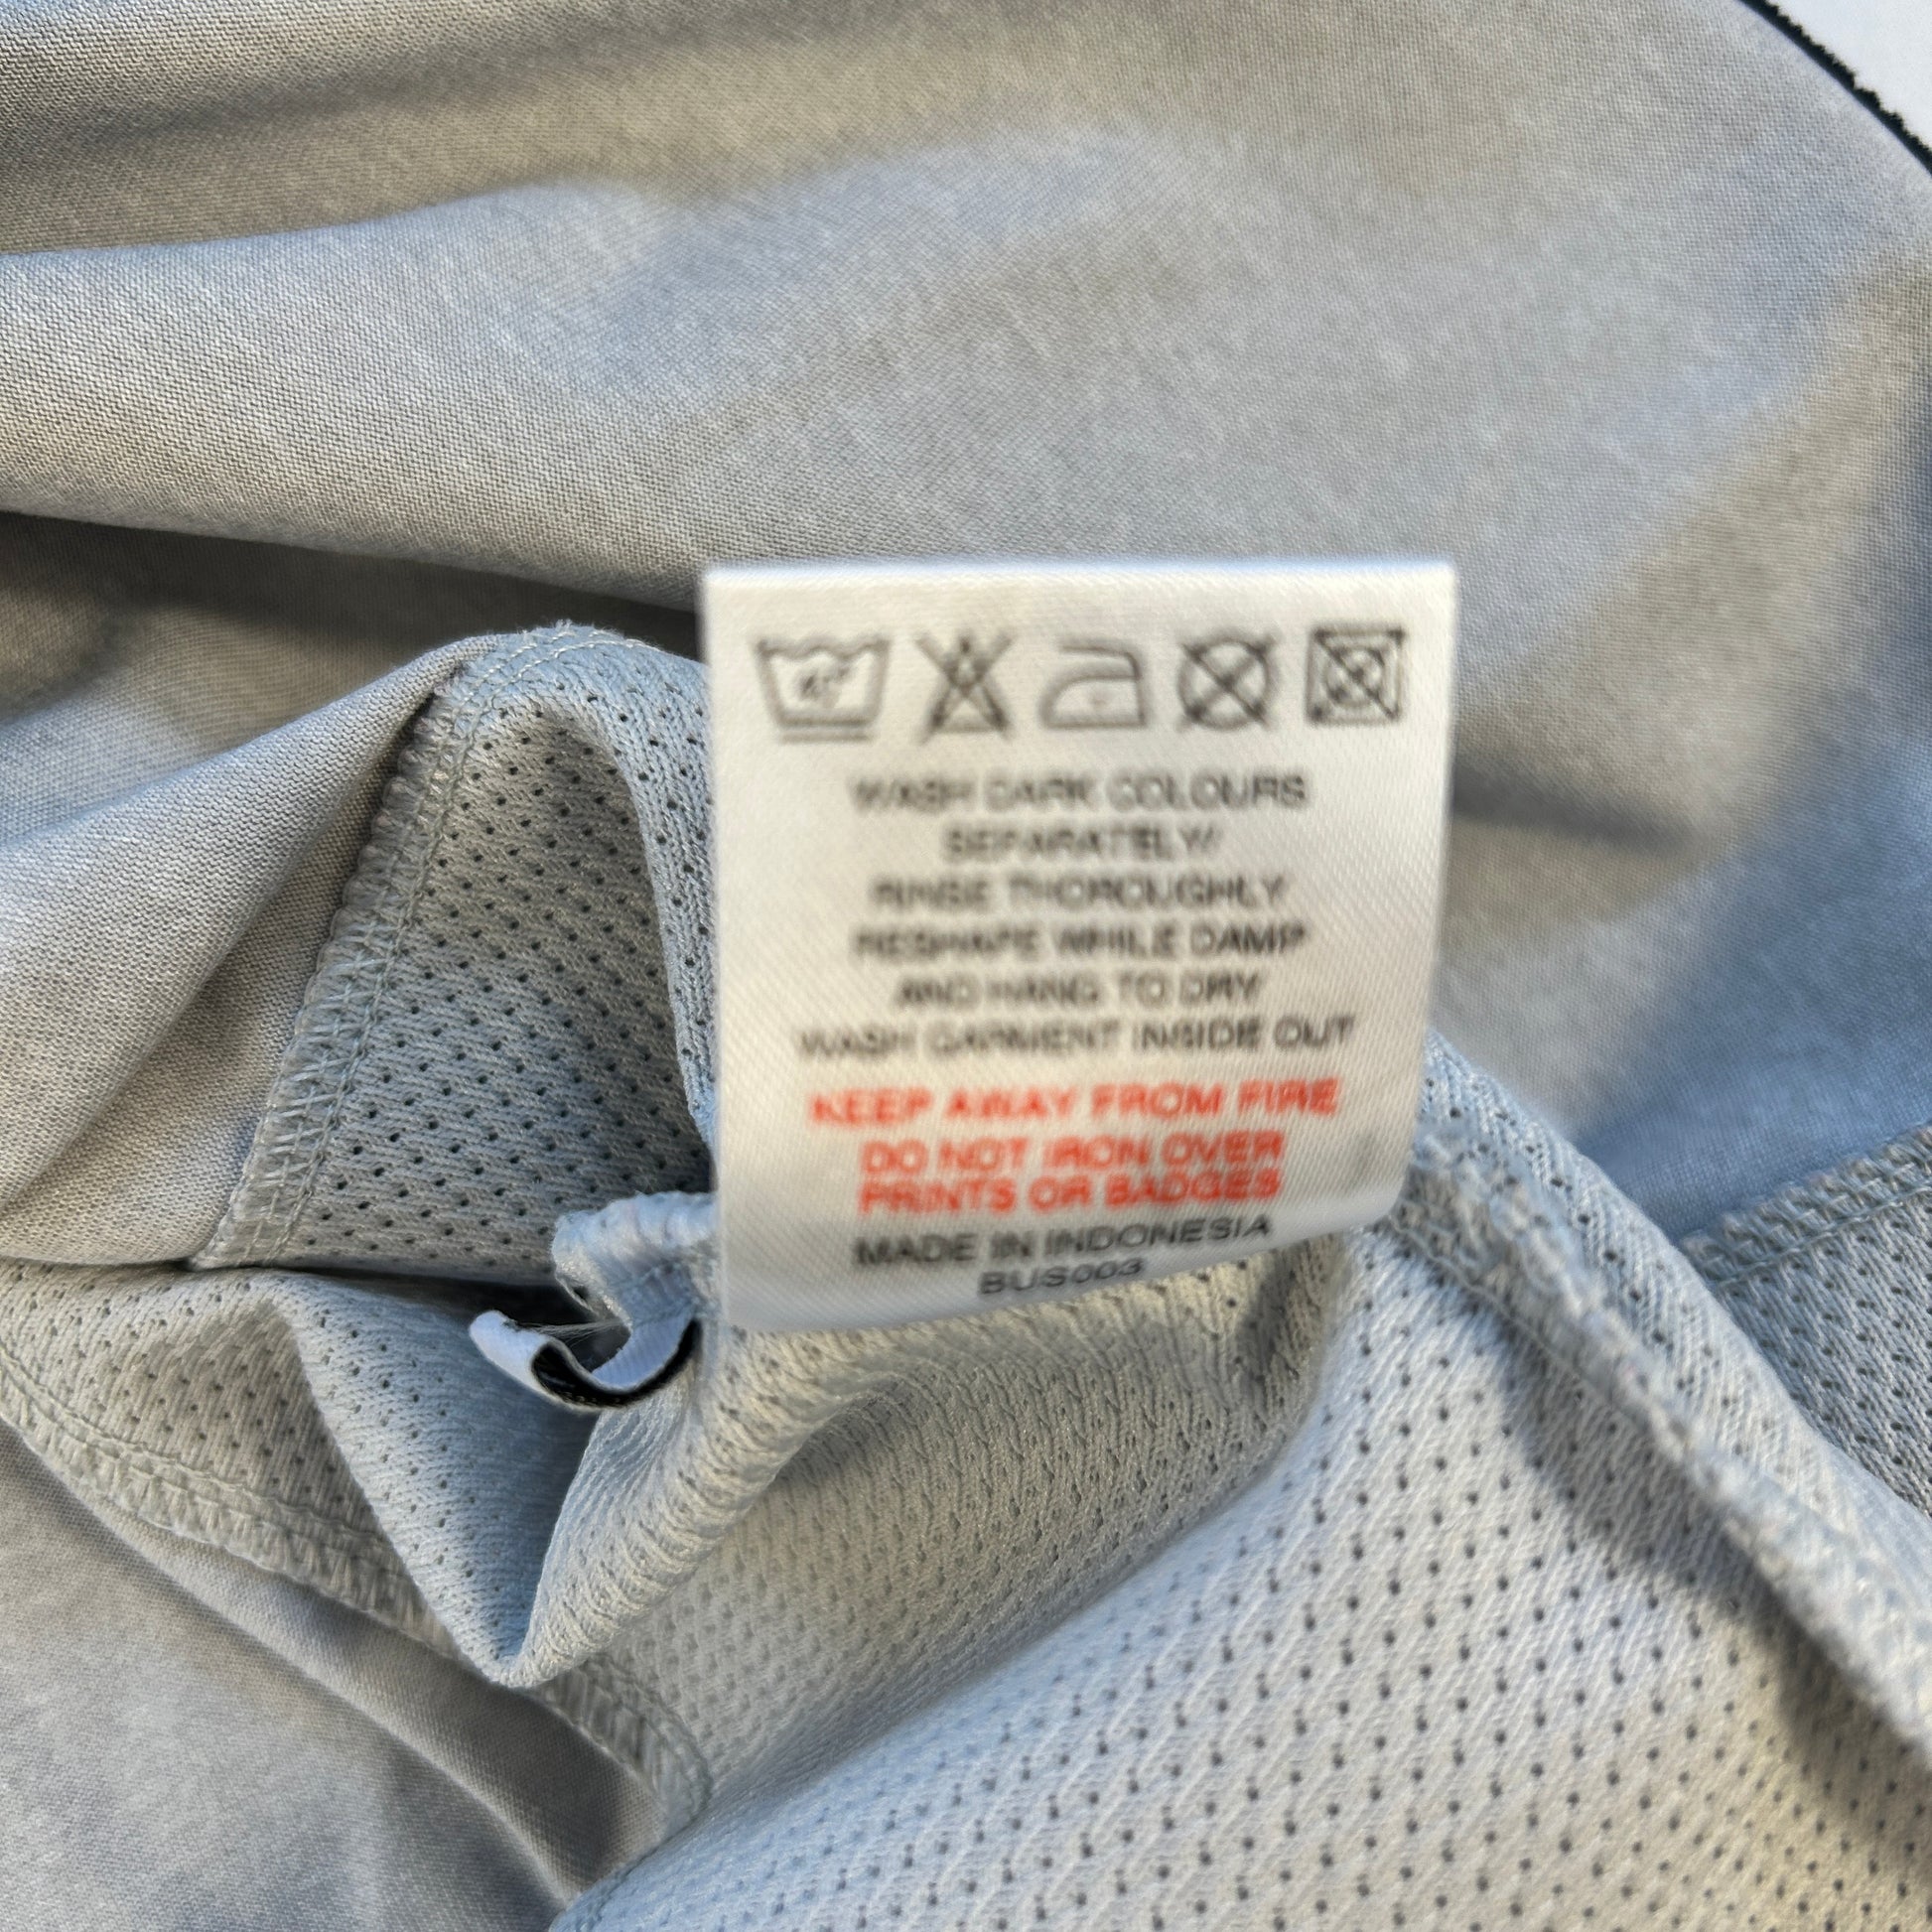 WASH DARK COLOURS
SEPARATELY/
RINSE THOROUGHLY
RESHAPE WHILE DAMP
AND HANG TO DRY
WASH GARMENT INSIDE OUT
KEEP AWAY FROM FIRE
DO NOT IRON OVER
PRINTS OR BADGES
MADE IN INDONESIA
BUS003